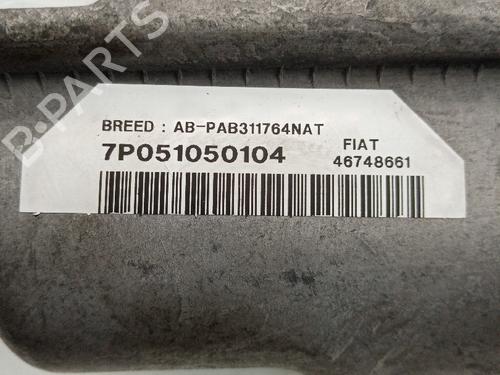 B-PARTS
BREED : AB-PAB311764NAT
7P051050104
FIAT
46748661